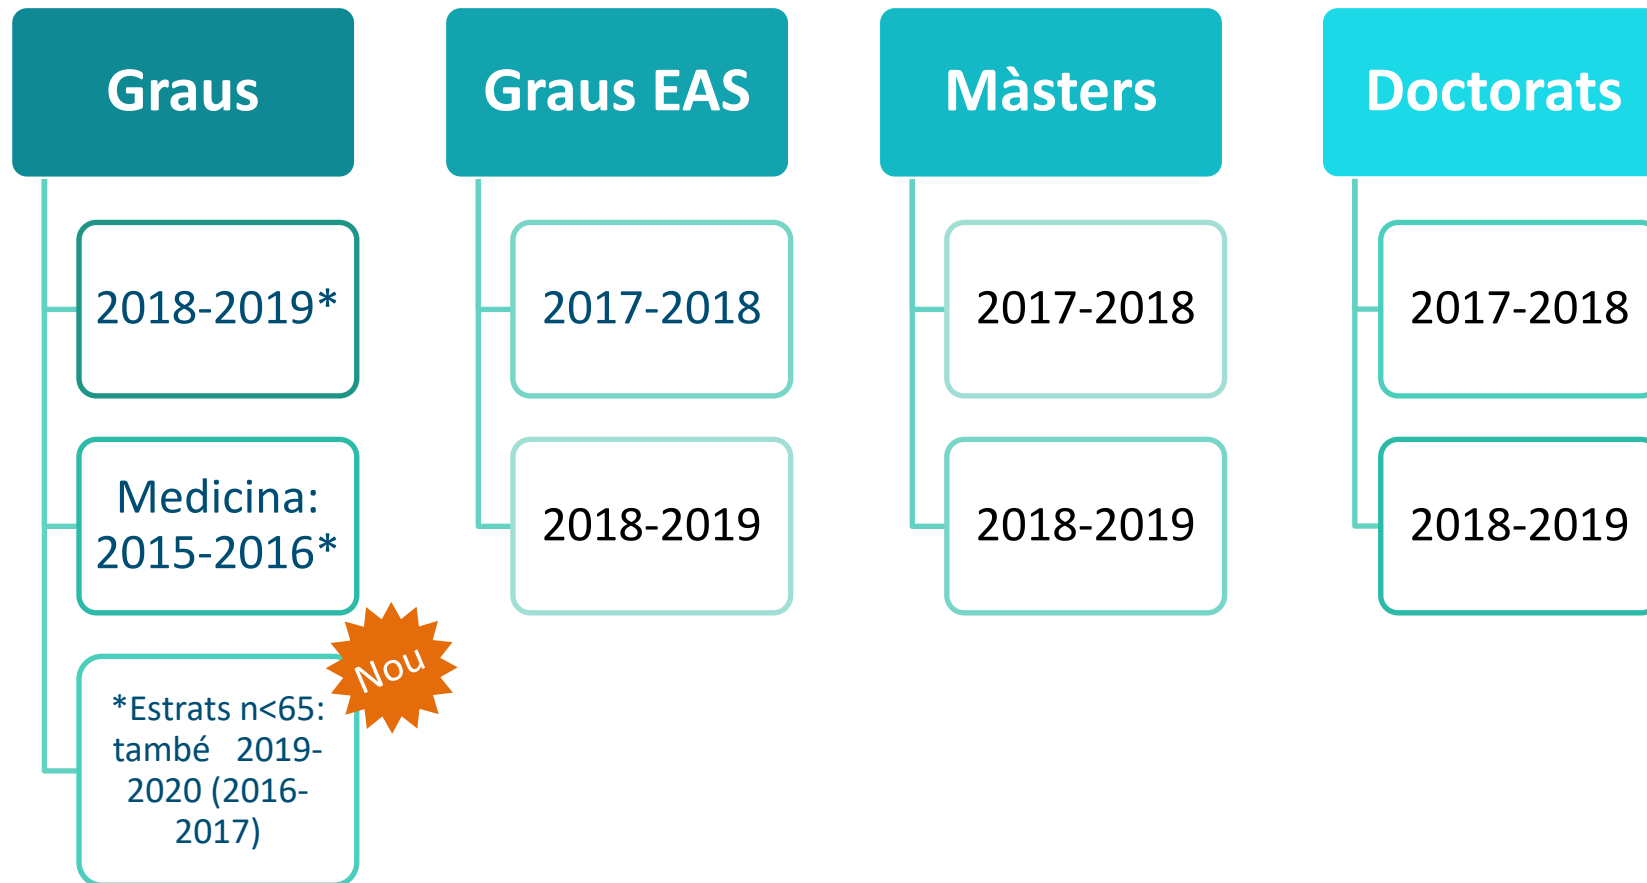 Graus
2018-2019*
Medicina:
2015-2016*
*Estrats n<65:
també 2019-
2020 (2016-
2017)
Nou
Graus EAS
2017-2018
2018-2019
Màsters
2017-2018
2018-2019
Doctorats
2017-2018
2018-2019